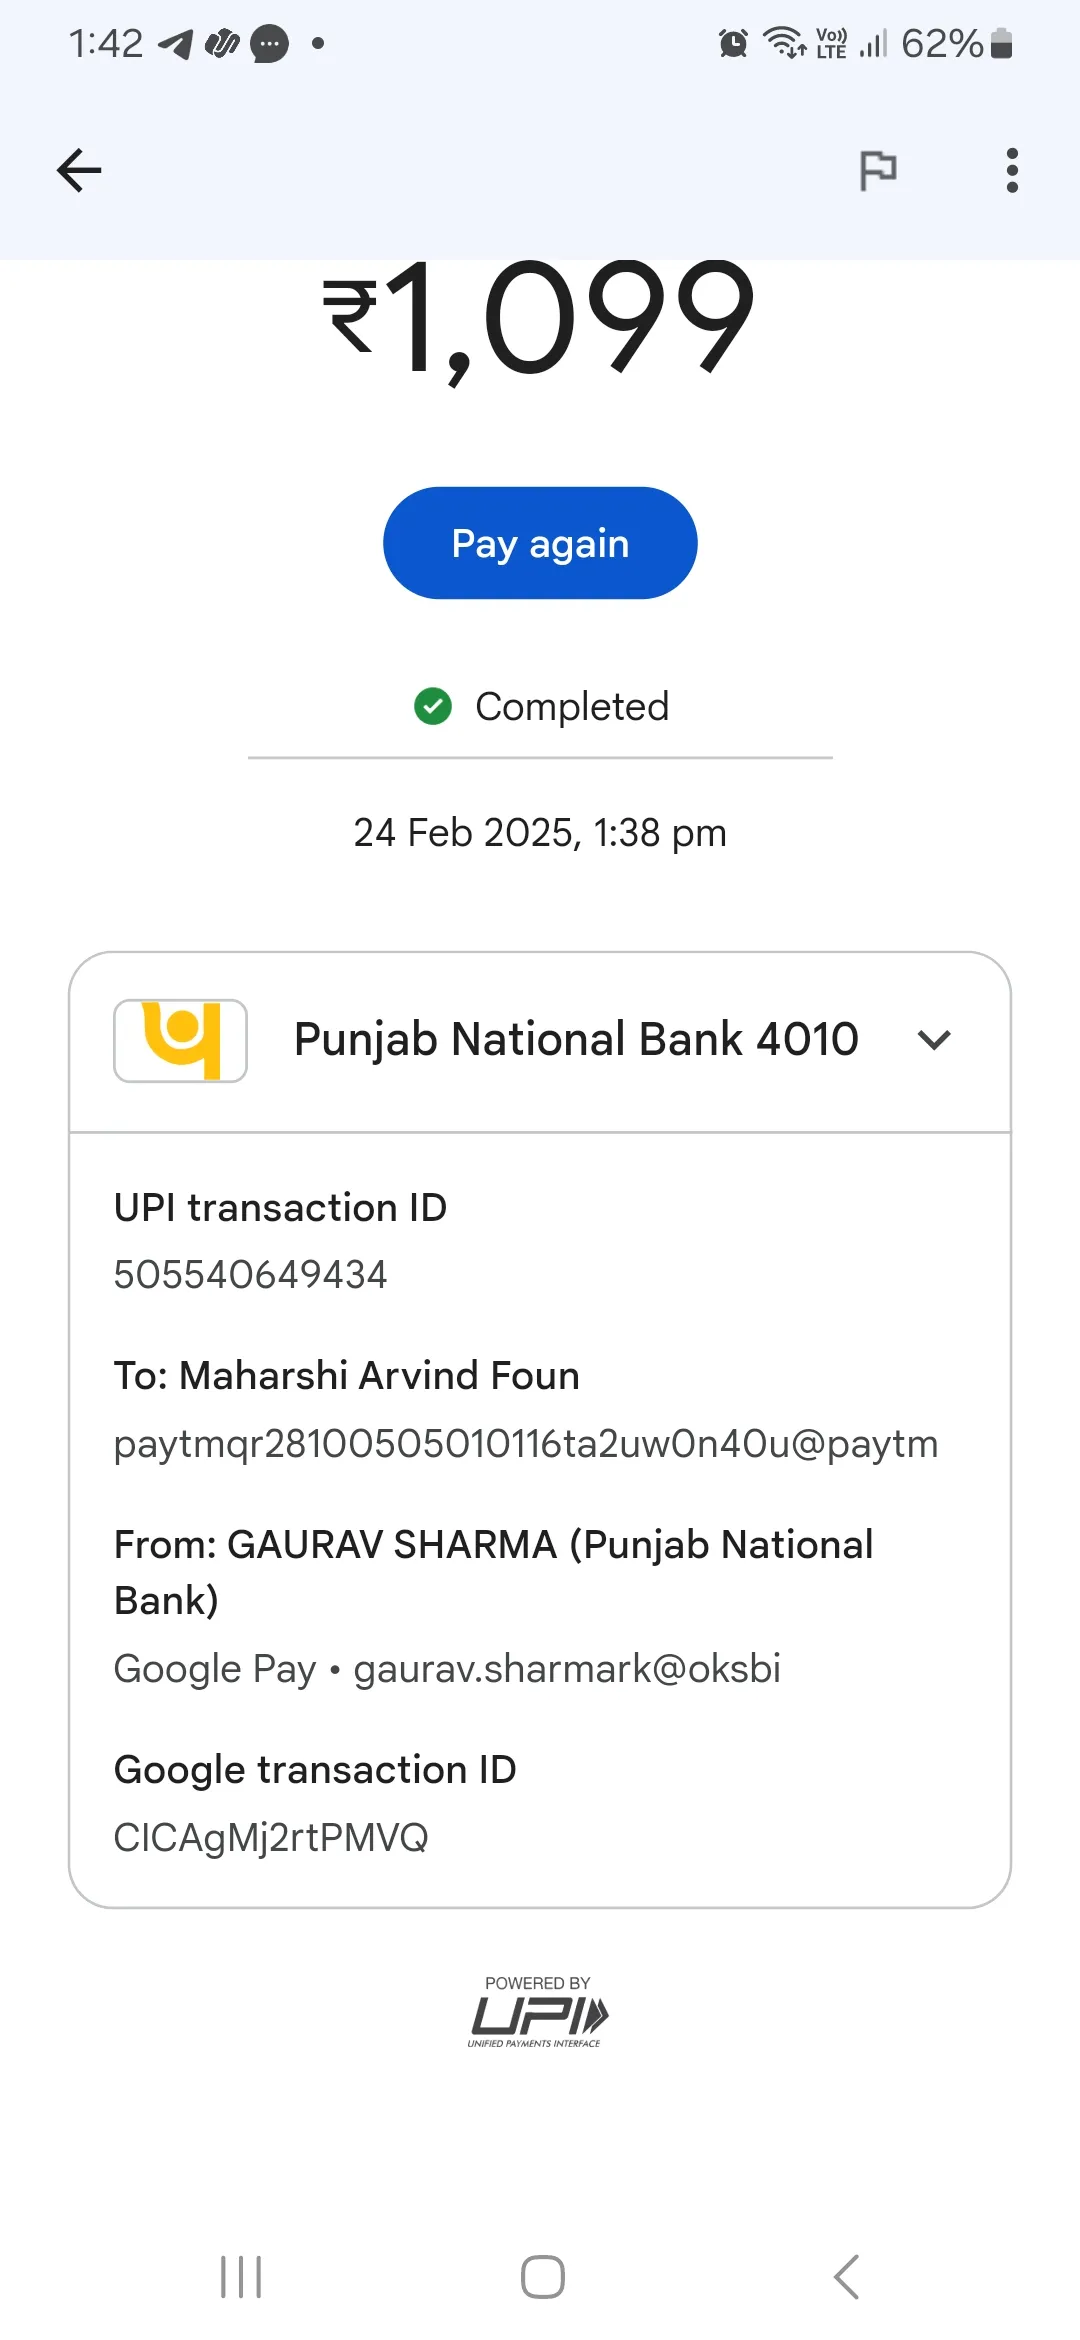 1:42
Vo))
LTE
62%
₹1,099
Pay again
Completed
24 Feb 2025, 1:38 pm
Punjab National Bank 4010
UPI transaction ID
505540649434
To: Maharshi Arvind Foun
paytmqr28100505010116ta2uw0n40u@paytm
From: GAURAV SHARMA (Punjab National
Bank)
Google Pay • gaurav.sharmark@oksbi
Google transaction ID
CICAgMj2rtPMVQ
POWERED BY
UPI
UNIFIED PAYMENTS INTERFACE